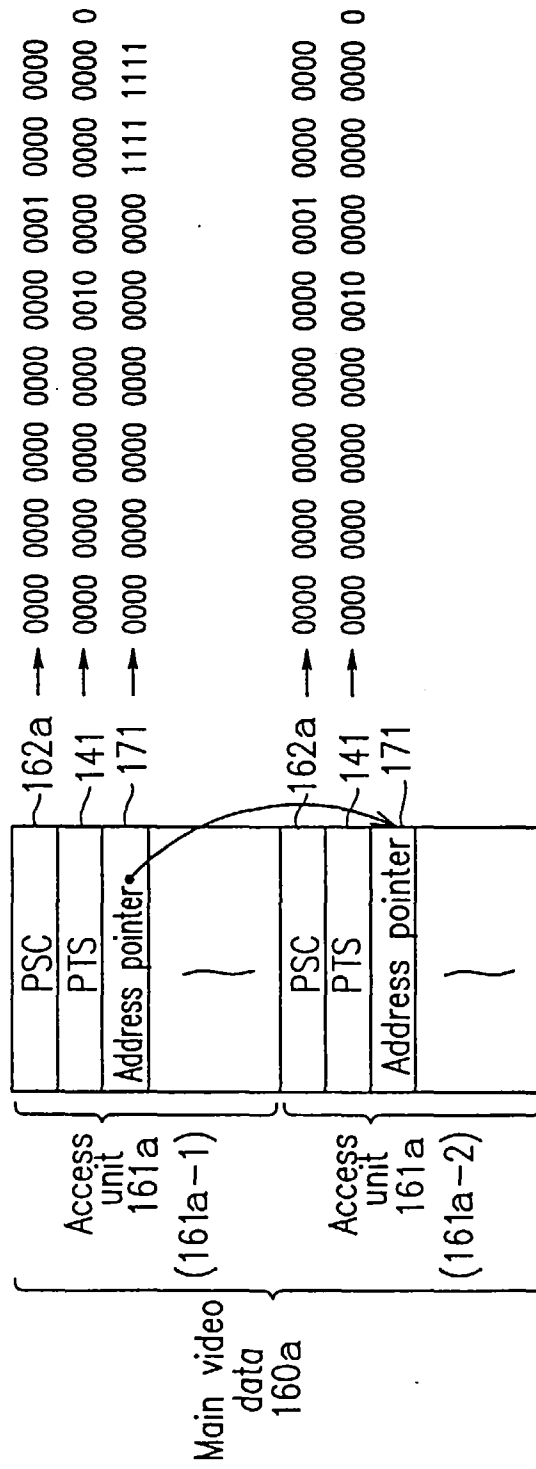 Main video
data
160a
Access
unit
161a
(161a-1)
PSC
162a
0000 0000 0000 0000 0000 0001 0000 0000
PTS
141
0000 0000 0000 0000 0010 0000 0000 0000 0
Address pointer
171
0000 0000 0000 0000 0000 0000 1111 1111
Access
unit
161a
(161a-2)
PSC
162a
0000 0000 0000 0000 0000 0001 0000 0000
PTS
141
0000 0000 0000 0000 0010 0000 0000 0000 0
Address pointer
171